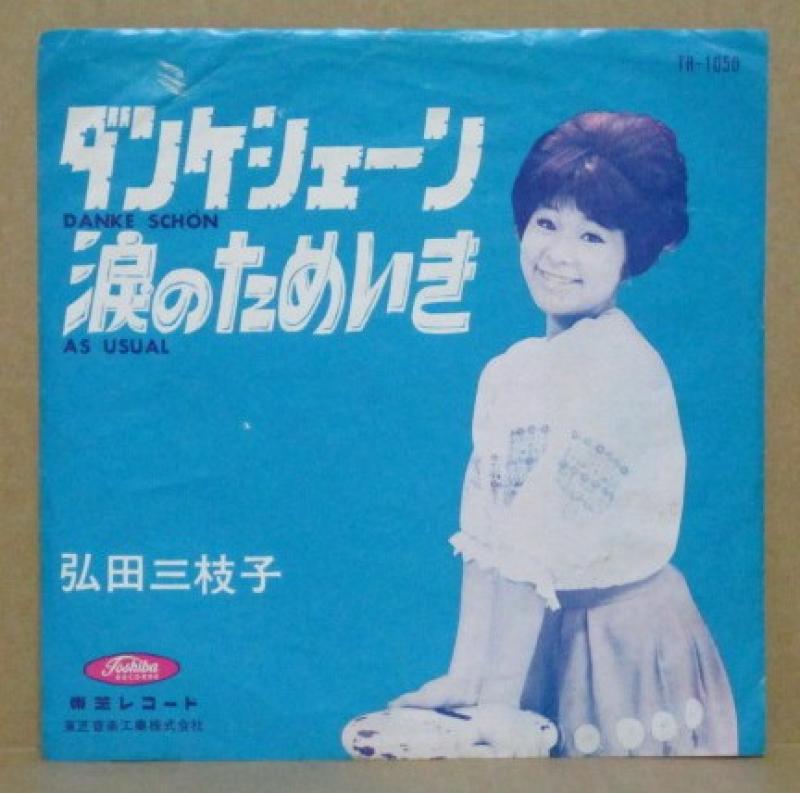 TR-1050
ダンケシェーン
DANKE SCHÖN
涙のためいき
AS USUAL
弘田三枝子
Toshiba
RECORDS
東芝レコード
東芝音楽工業株式会社